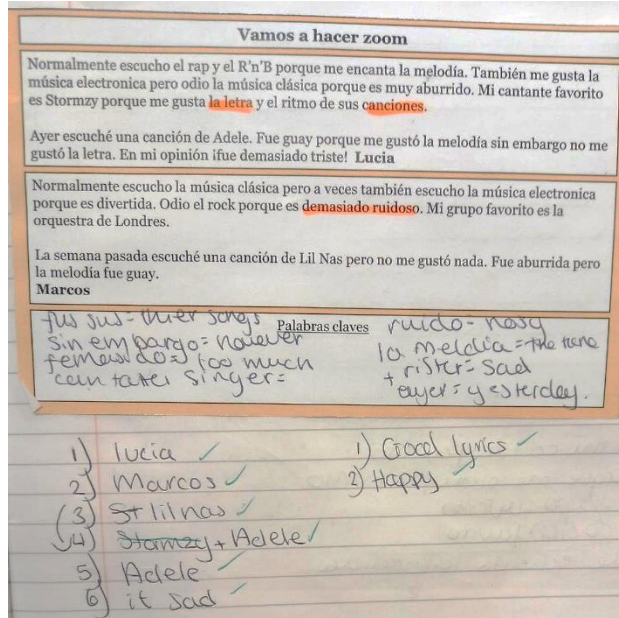 Vamos a hacer zoom
Normalmente escucho el rap y el R'n'B porque me encanta la melodía. También me gusta la
música electronica pero odio la música clásica porque es muy aburrido. Mi cantante favorito
es Stormzy porque me gusta la letra y el ritmo de sus canciones.
Ayer escuché una canción de Adele. Fue guay porque me gustó la melodía sin embargo no me
gustó la letra. En mi opinión ¡fue demasiado triste! Lucia
Normalmente escucho la música clásica pero a veces también escucho la música electronica
porque es divertida. Odio el rock porque es demasiado ruidoso. Mi grupo favorito es la
orquestra de Londres.
La semana pasada escuché una canción de Lil Nas pero no me gustó nada. Fue aburrida pero
la melodía fue guay.
Marcos
Palabras claves
sus = thier songs
sin embargo = however
= too much
singer =
ruido - nosy
la meldia = the tune
sad
ayer = yesterday.
1) lucia
2) Marcos
3) St lil nas
4) Stormzy + Adele
5) Adele
6) it sad
1) Good lyrics
2) Happy